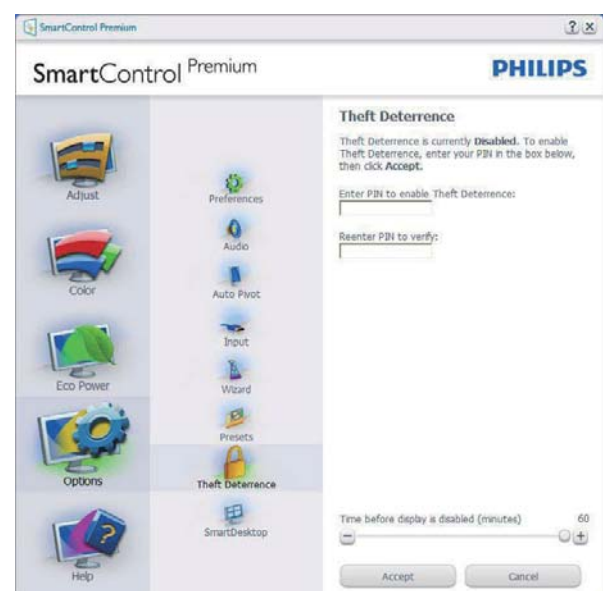 SmartControl Premium
? X
SmartControl Premium
PHILIPS
Adjust
Color
Eco Power
Options
Help
Preferences
Audio
Auto Pivot
Input
Wizard
Presets
Theft Deterrence
SmartDesktop
Theft Deterrence
Theft Deterrence is currently Disabled. To enable
Theft Deterrence, enter your PIN in the box below,
then click Accept.
Enter PIN to enable Theft Deterrence:
Reenter PIN to verify:
Time before display is disabled (minutes) 60
Accept Cancel